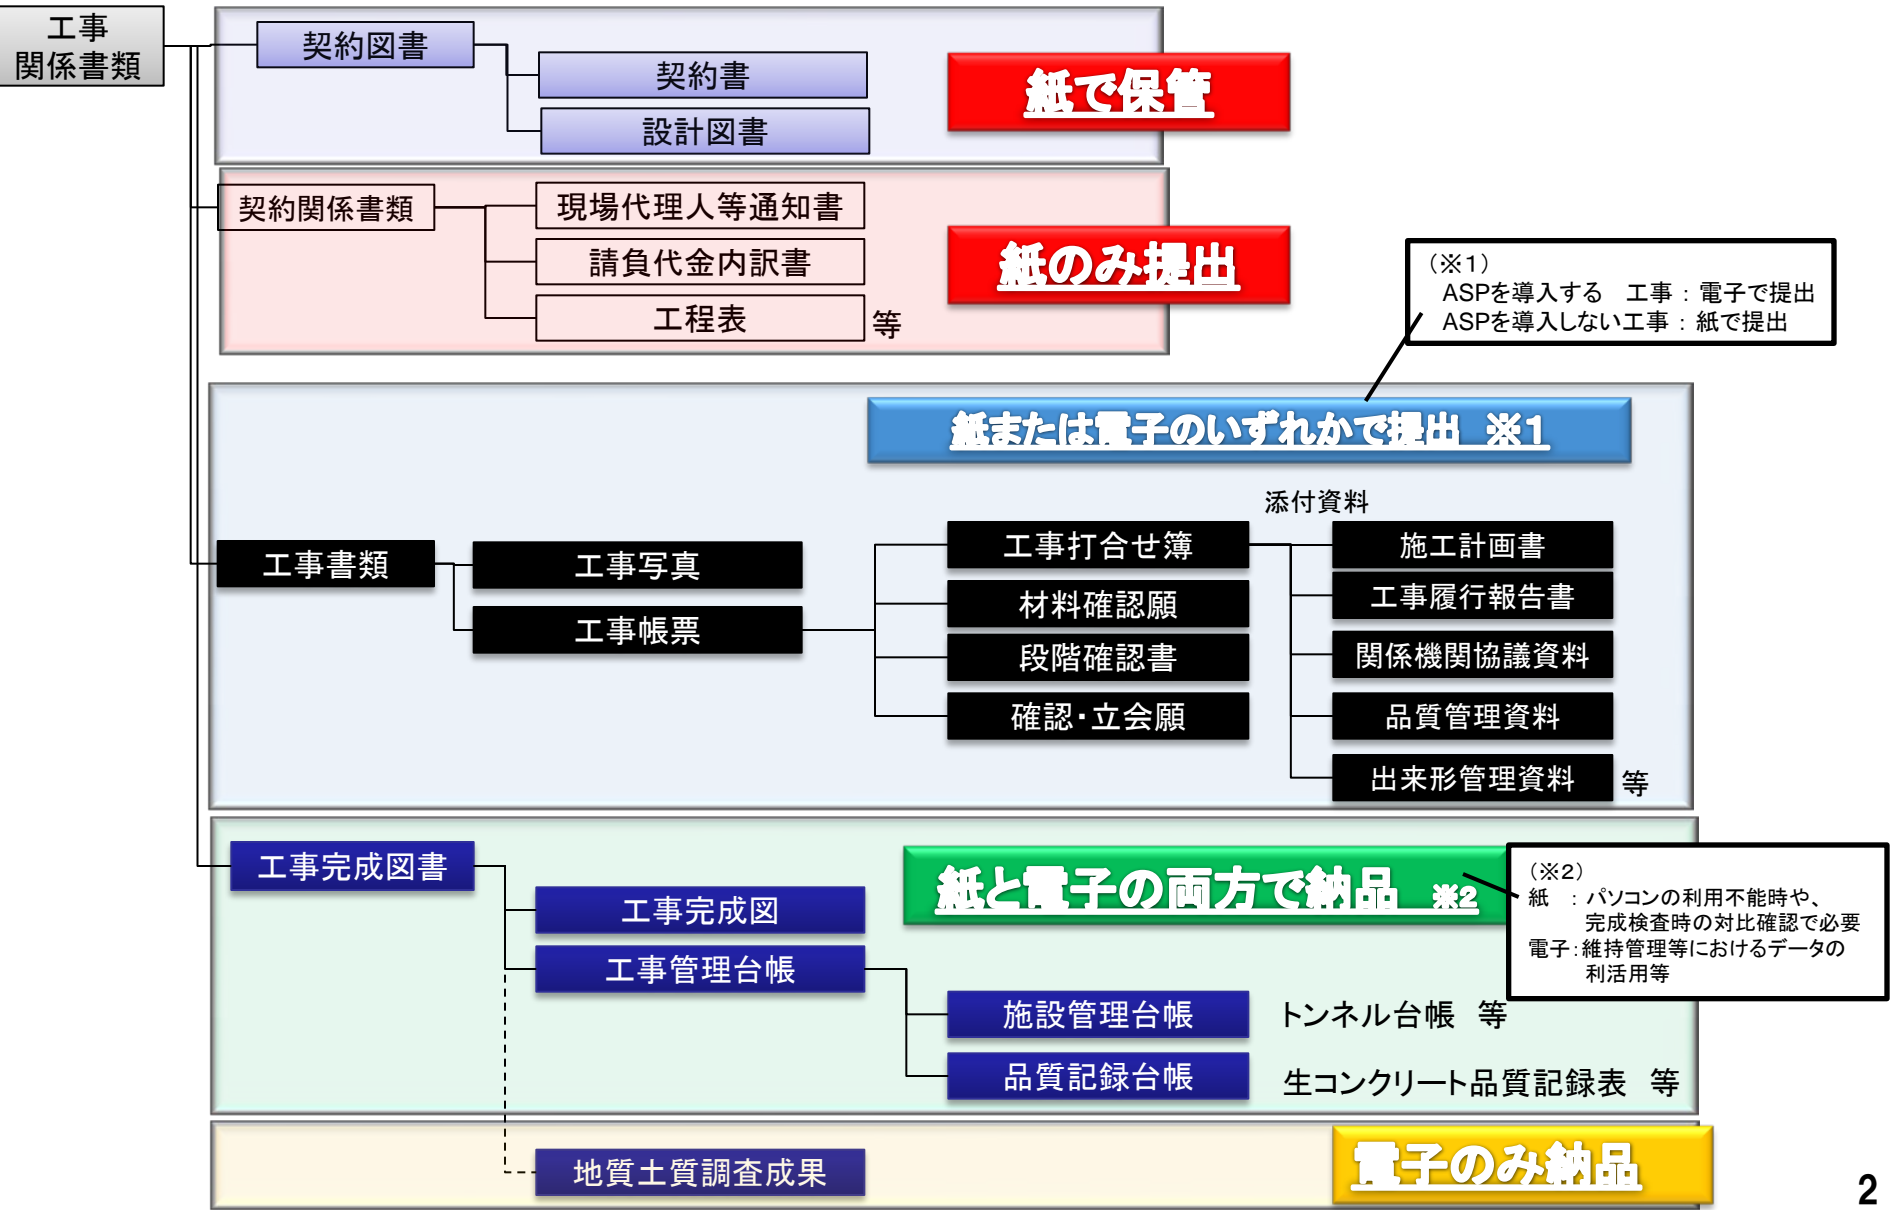 工事
関係書類
契約図書
契約書
設計図書
紙で保管
契約関係書類
現場代理人等通知書
請負代金内訳書
工程表
等
紙のみ提出
(※1)
ASPを導入する　工事：電子で提出
ASPを導入しない工事：紙で提出
紙または電子のいずれかで提出　※1
添付資料
工事書類
工事写真
工事帳票
工事打合せ簿
材料確認願
段階確認書
確認・立会願
施工計画書
工事履行報告書
関係機関協議資料
品質管理資料
出来形管理資料
等
工事完成図書
紙と電子の両方で納品　※2
(※2)
紙　：パソコンの利用不能時や、
完成検査時の対比確認で必要
電子：維持管理等におけるデータの
利活用等
工事完成図
工事管理台帳
施設管理台帳
トンネル台帳　等
品質記録台帳
生コンクリート品質記録表　等
地質土質調査成果
電子のみ納品
2